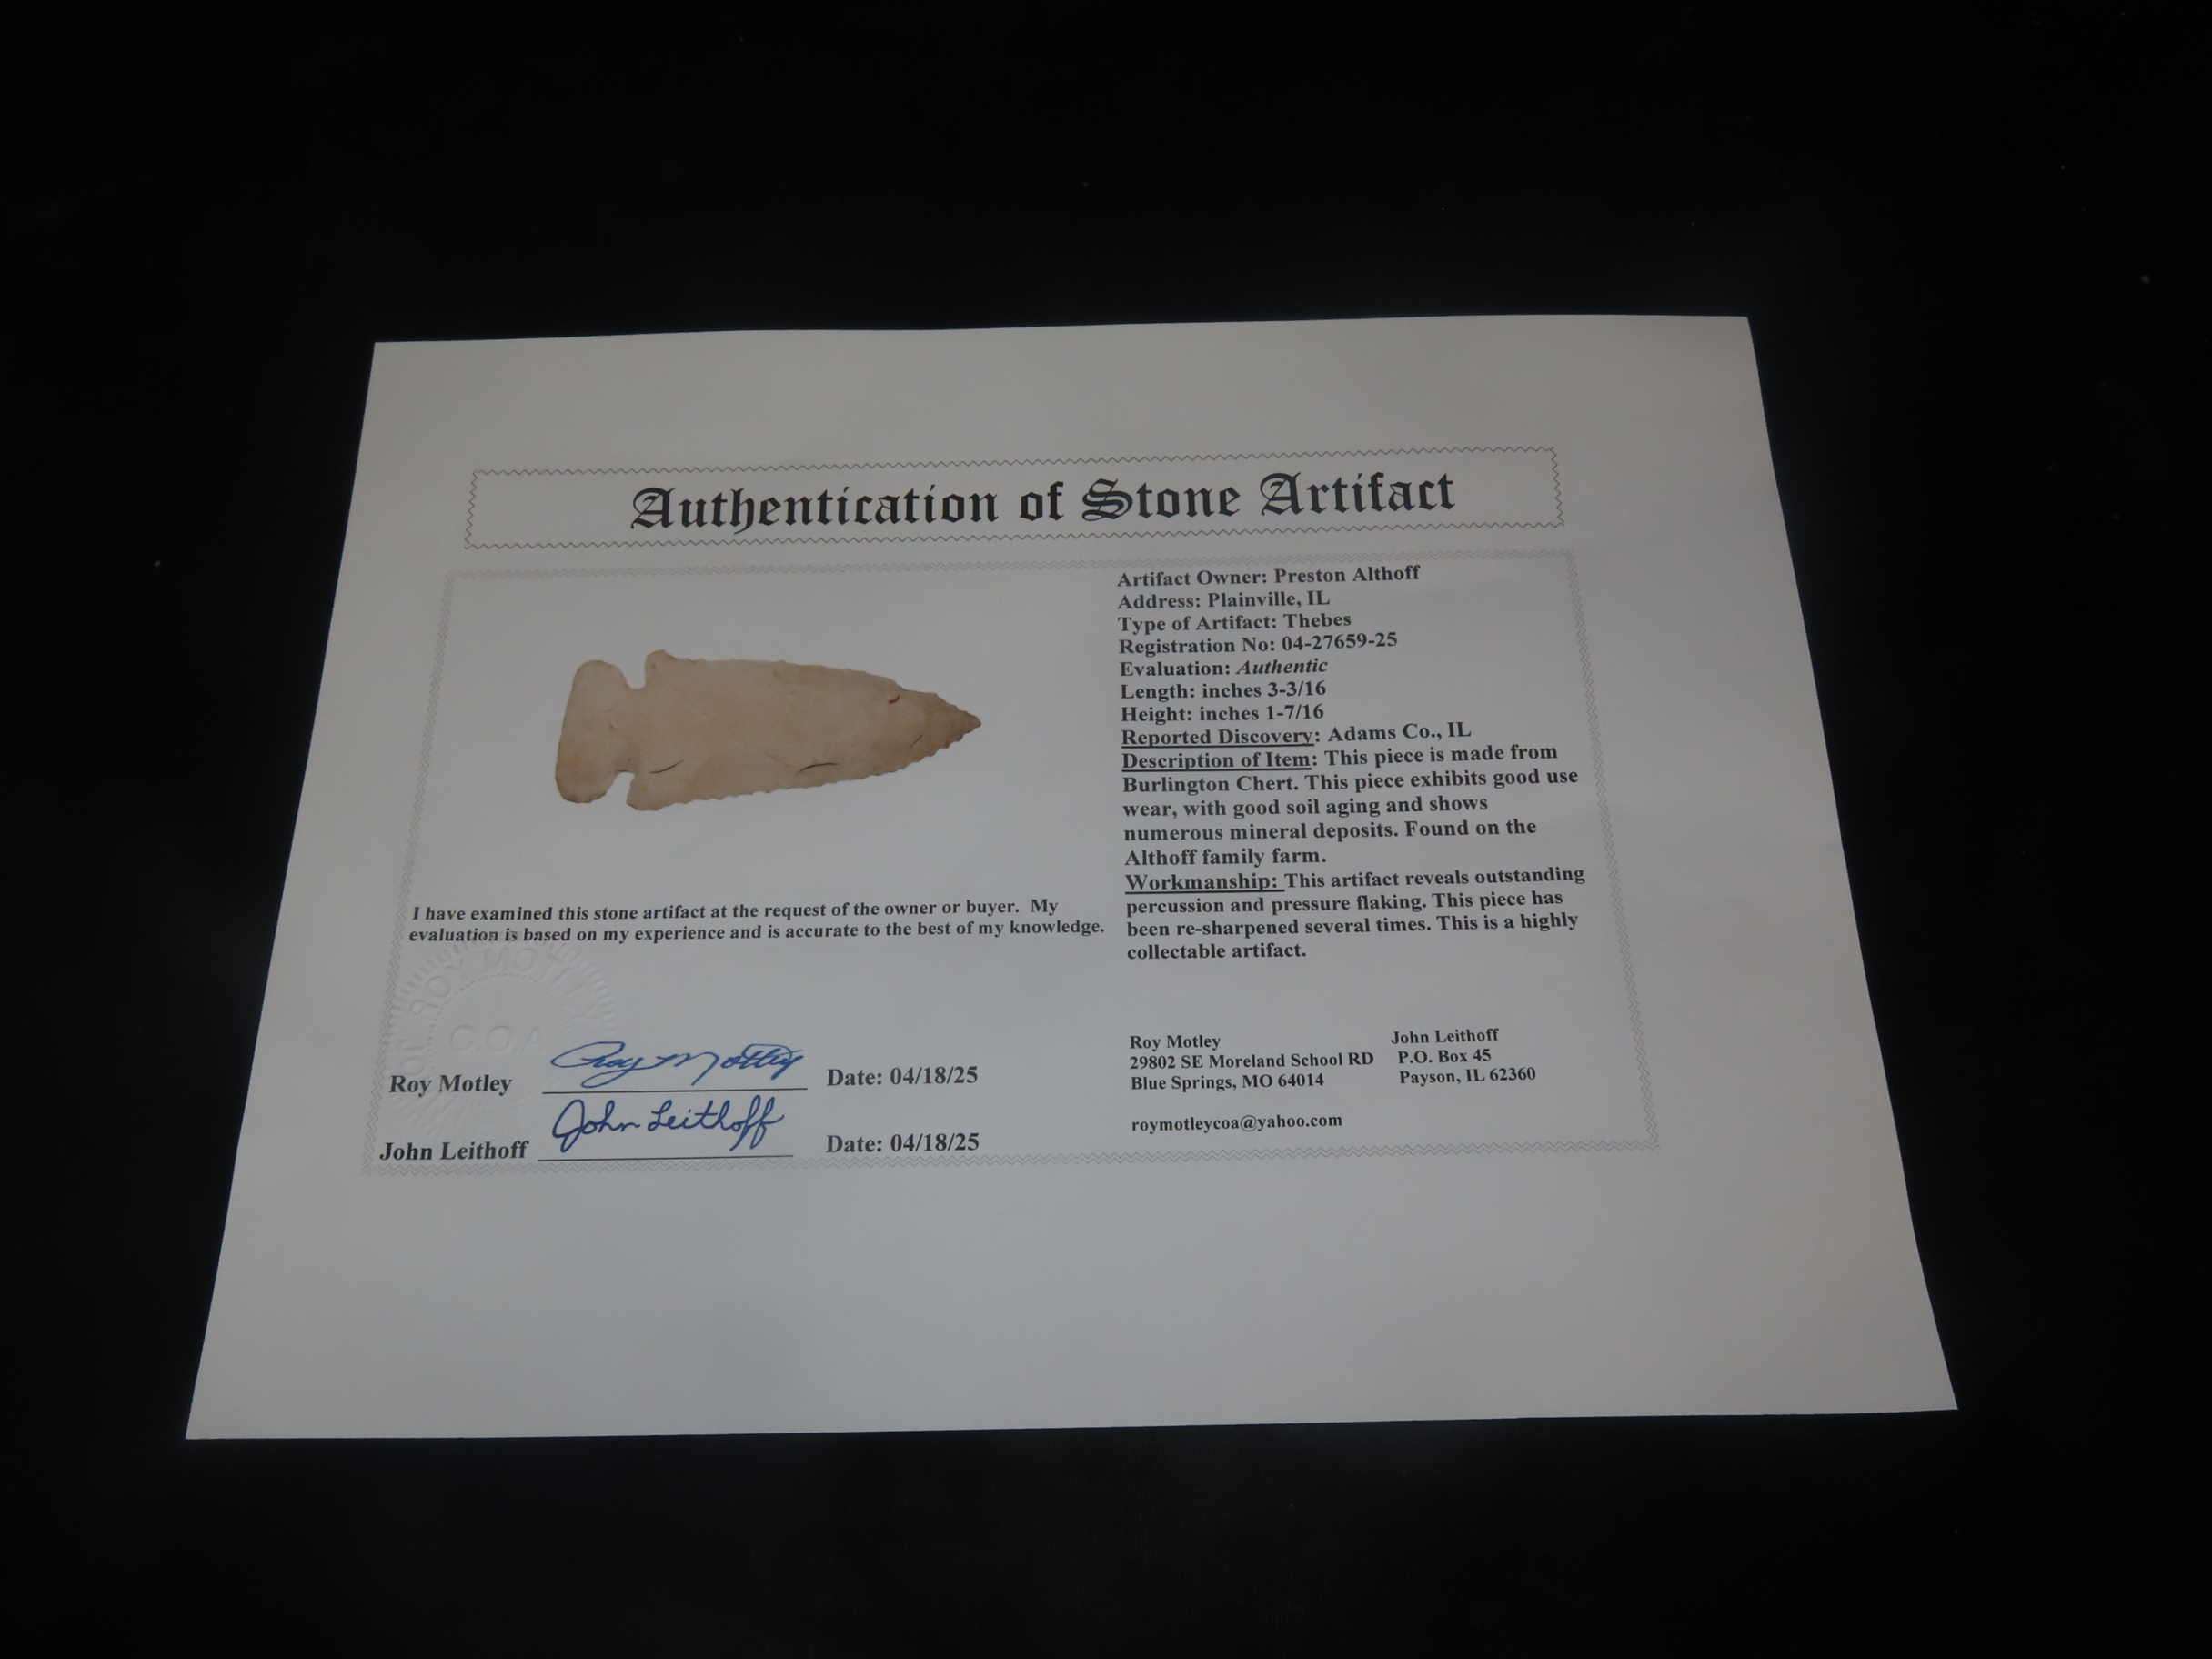 Authentication of Stone Artifact
Artifact Owner: Preston Althoff
Address: Plainville, IL
Type of Artifact: Thebes
Registration No: 04-27659-25
Evaluation: Authentic
Length: inches 3-3/16
Height: inches 1-7/16
Reported Discovery: Adams Co., IL
Description of Item: This piece is made from
Burlington Chert. This piece exhibits good use
wear, with good soil aging and shows
numerous mineral deposits. Found on the
Althoff family farm.
Workmanship: This artifact reveals outstanding
percussion and pressure flaking. This piece has
been re-sharpened several times. This is a highly
collectable artifact.
I have examined this stone artifact at the request of the owner or buyer.  My
evaluation is based on my experience and is accurate to the best of my knowledge.
ROY MOTLEY
C.O.A
Roy Motley Roy Motley Date: 04/18/25
John Leithoff John Leithoff Date: 04/18/25
Roy Motley
29802 SE Moreland School RD
Blue Springs, MO 64014
roymotleycoa@yahoo.com
John Leithoff
P.O. Box 45
Payson, IL 62360